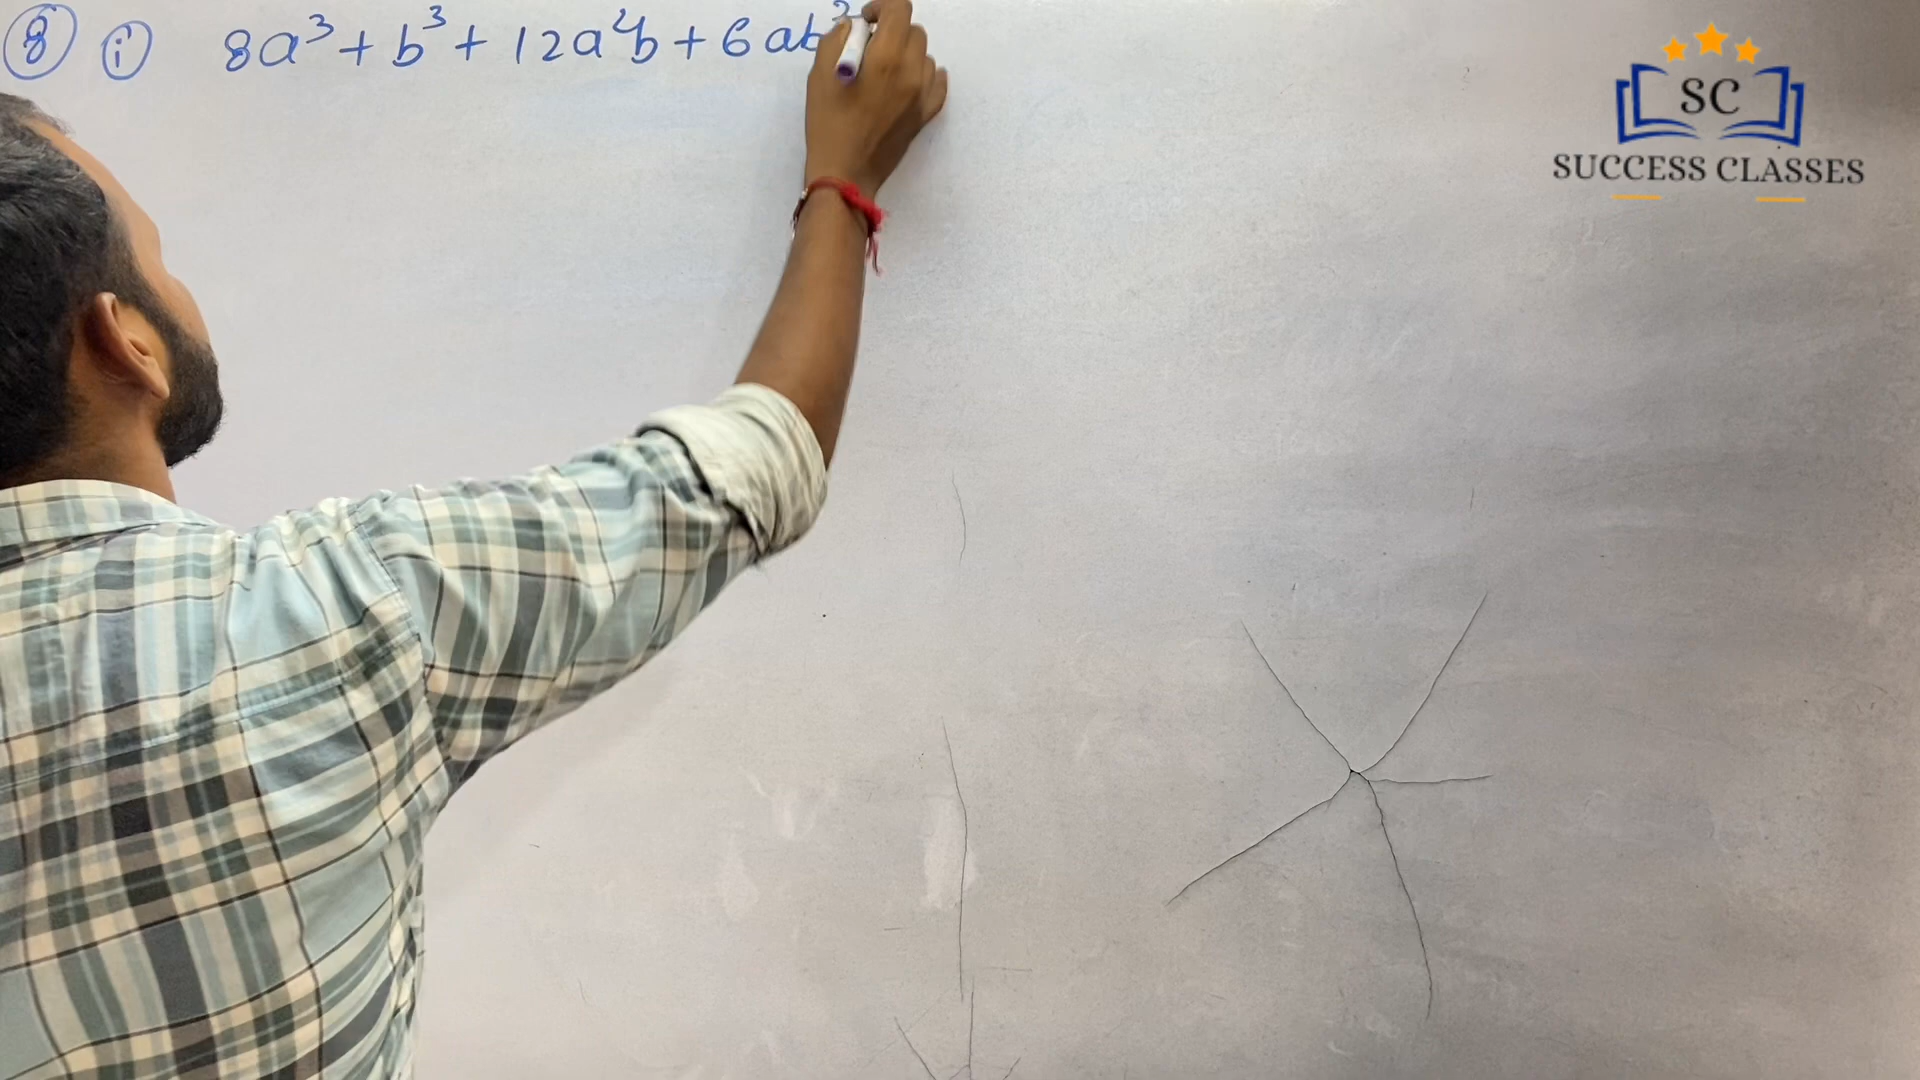 8 i 8a³ + b³ + 12a²b + 6ab²
SC
SUCCESS CLASSES